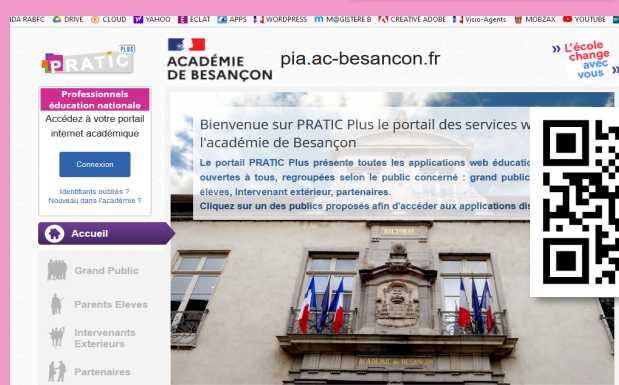 IDA RABFC DRIVE CLOUD YAHOO ECLAT APPS WORDPRESS M@GISTERE B CREATIVE ADOBE Visio-Agents MOBZAX YOUTUBE
PRATIC PLUS
ACADÉMIE
DE BESANÇON
pia.ac-besancon.fr
L'école
change
avec
vous
Professionnels
éducation nationale
Accédez à votre portail
internet académique
Connexion
Identifiants oubliés ?
Nouveau dans l'académie ?
Accueil
Grand Public
Parents Eleves
Intervenants
Exterieurs
Partenaires
Bienvenue sur PRATIC Plus le portail des services w
l'académie de Besançon
Le portail PRATIC Plus présente toutes les applications web éducatio
ouvertes à tous, regroupées selon le public concerné : grand public
élèves, Intervenant extérieur, partenaires.
Cliquez sur un des publics proposés afin d'accéder aux applications dis
RECTORAT
ACADÉMIE DE BESANÇON